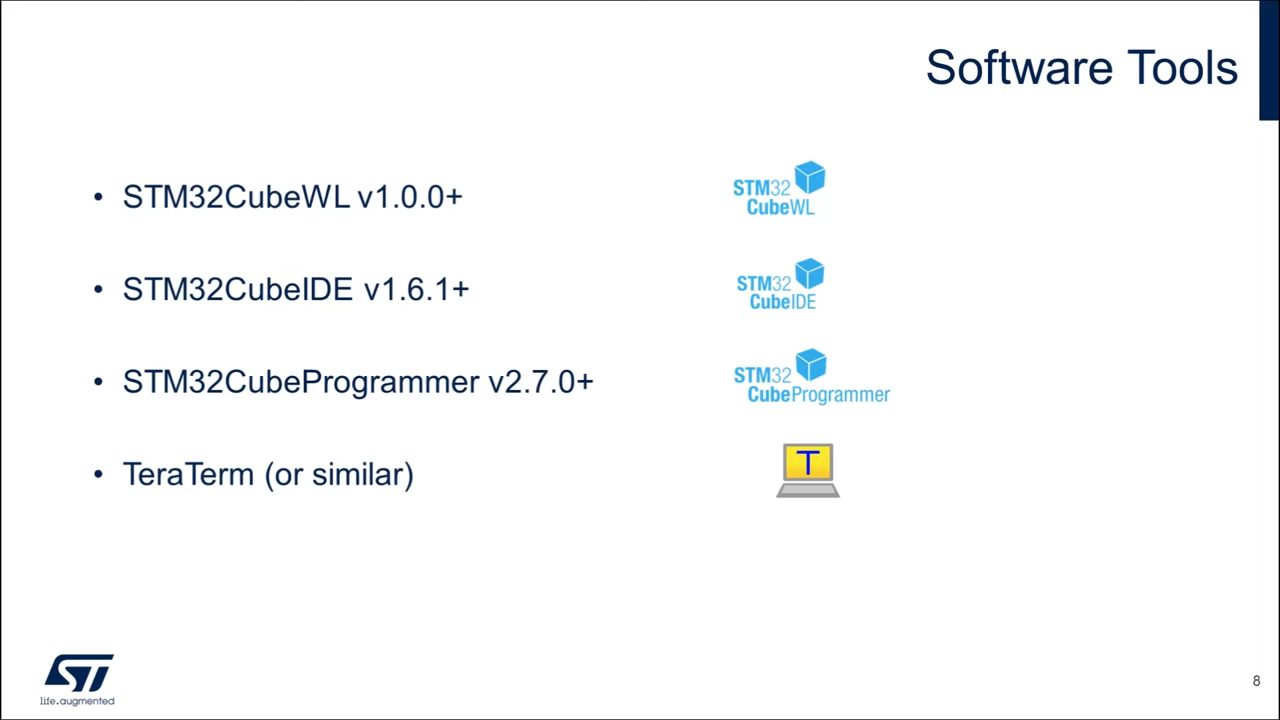 Software Tools
• STM32CubeWL v1.0.0+
STM32
CubeWL
• STM32CubeIDE v1.6.1+
STM32
CubeIDE
• STM32CubeProgrammer v2.7.0+
STM32
CubeProgrammer
• TeraTerm (or similar)
T
ST
life.augmented
8